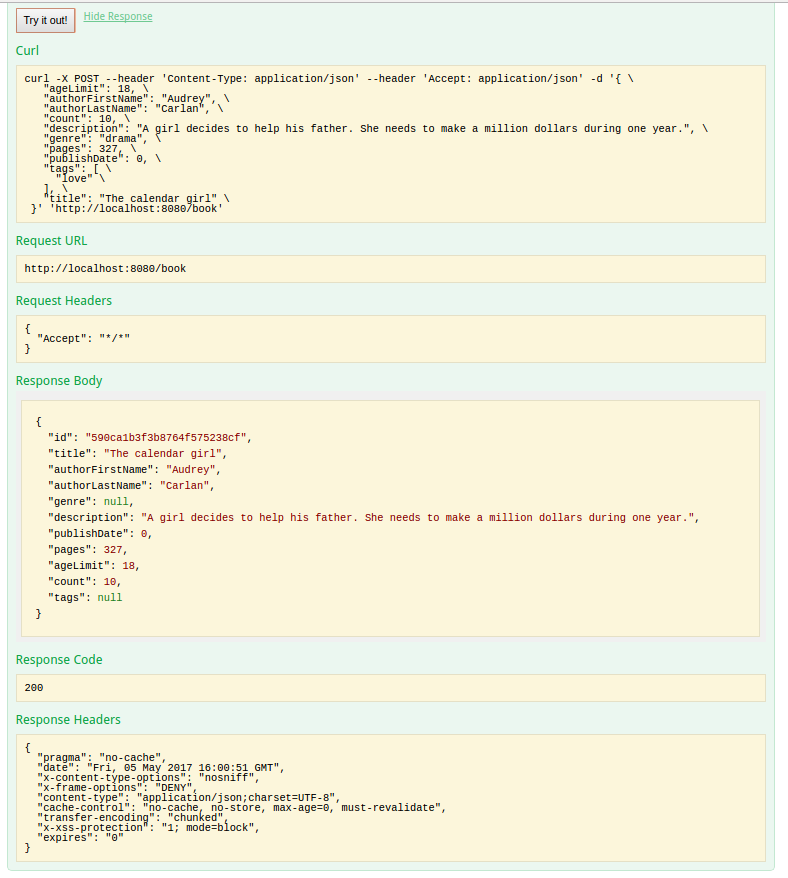 Try it out! Hide Response
Curl
curl -X POST --header 'Content-Type: application/json' --header 'Accept: application/json' -d '{ \
"ageLimit": 18, \
"authorFirstName": "Audrey", \
"authorLastName": "Carlan", \
"count": 10, \
"description": "A girl decides to help his father. She needs to make a million dollars during one year.", \
"genre": "drama", \
"pages": 327, \
"publishDate": 0, \
"tags": [ \
"love" \
], \
"title": "The calendar girl" \
}' 'http://localhost:8080/book'
Request URL
http://localhost:8080/book
Request Headers
{
"Accept": "*/*"
}
Response Body
{
"id": "590ca1b3f3b8764f575238cf",
"title": "The calendar girl",
"authorFirstName": "Audrey",
"authorLastName": "Carlan",
"genre": null,
"description": "A girl decides to help his father. She needs to make a million dollars during one year.",
"publishDate": 0,
"pages": 327,
"ageLimit": 18,
"count": 10,
"tags": null
}
Response Code
200
Response Headers
{
"pragma": "no-cache",
"date": "Fri, 05 May 2017 16:00:51 GMT",
"x-content-type-options": "nosniff",
"x-frame-options": "DENY",
"content-type": "application/json;charset=UTF-8",
"cache-control": "no-cache, no-store, max-age=0, must-revalidate",
"transfer-encoding": "chunked",
"x-xss-protection": "1; mode=block",
"expires": "0"
}